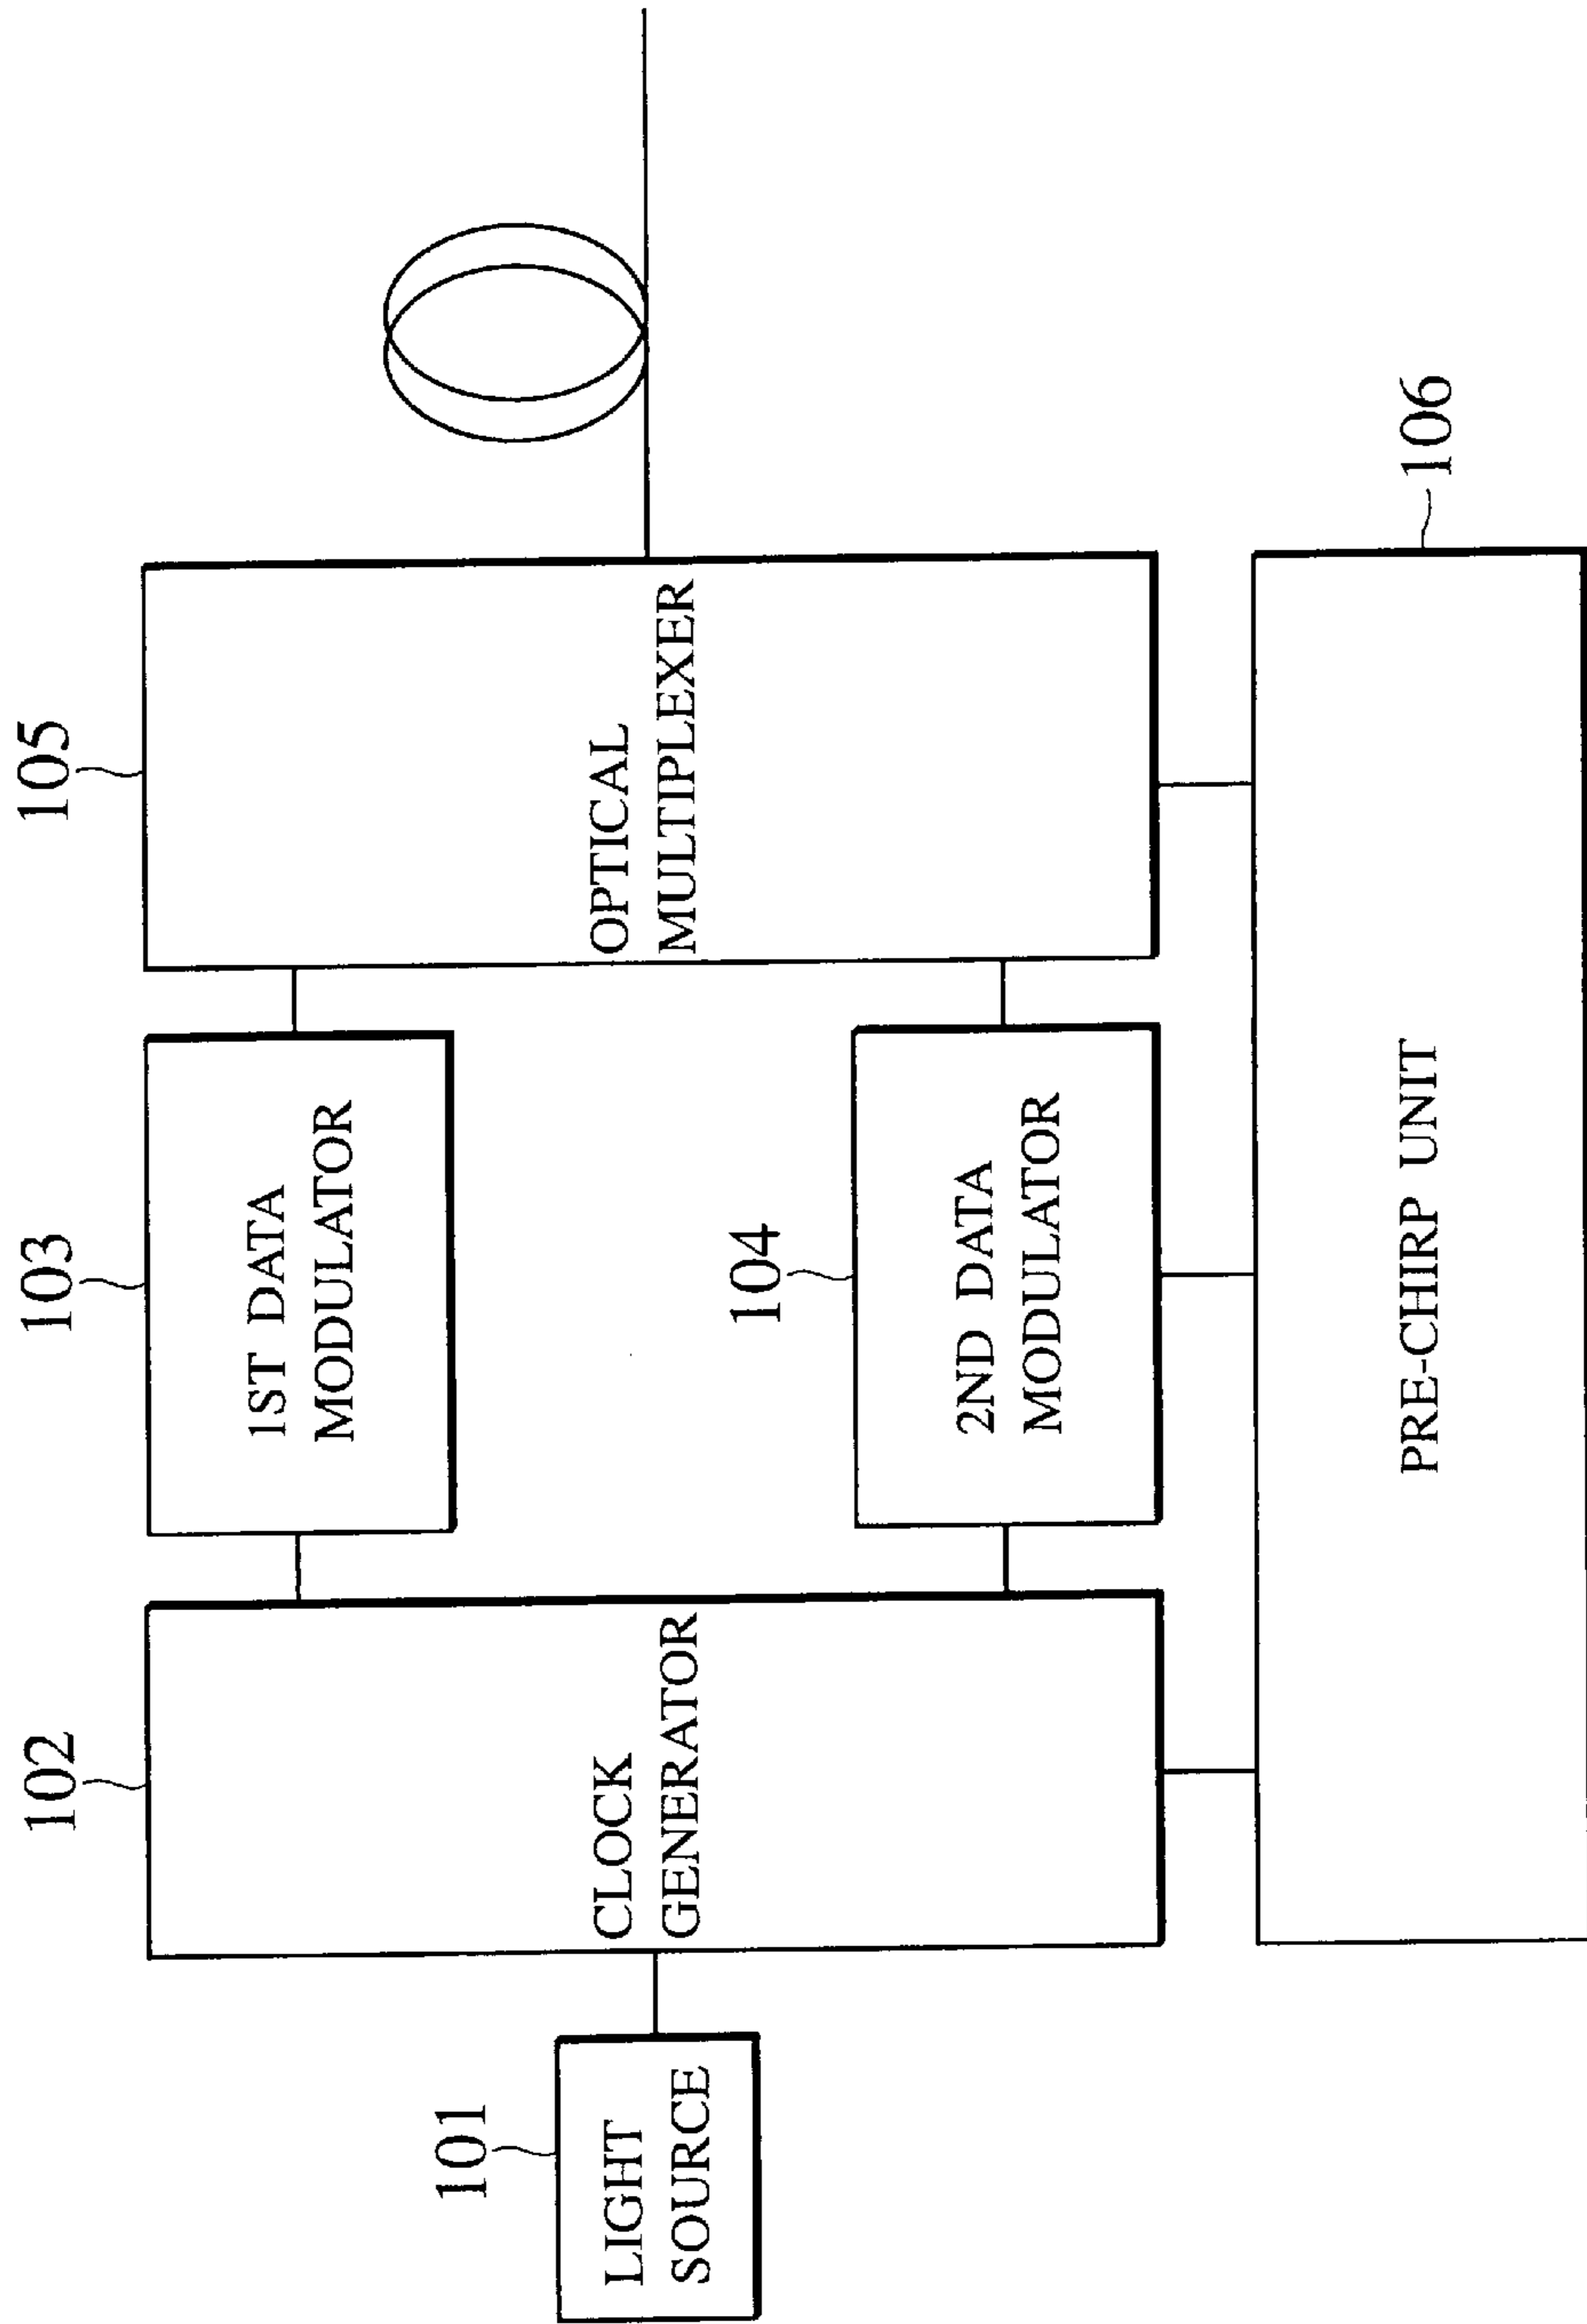 101
LIGHT
SOURCE
102
CLOCK
GENERATOR
103
1ST DATA
MODULATOR
104
2ND DATA
MODULATOR
105
OPTICAL
MULTIPLEXER
106
PRE-CHIRP UNIT